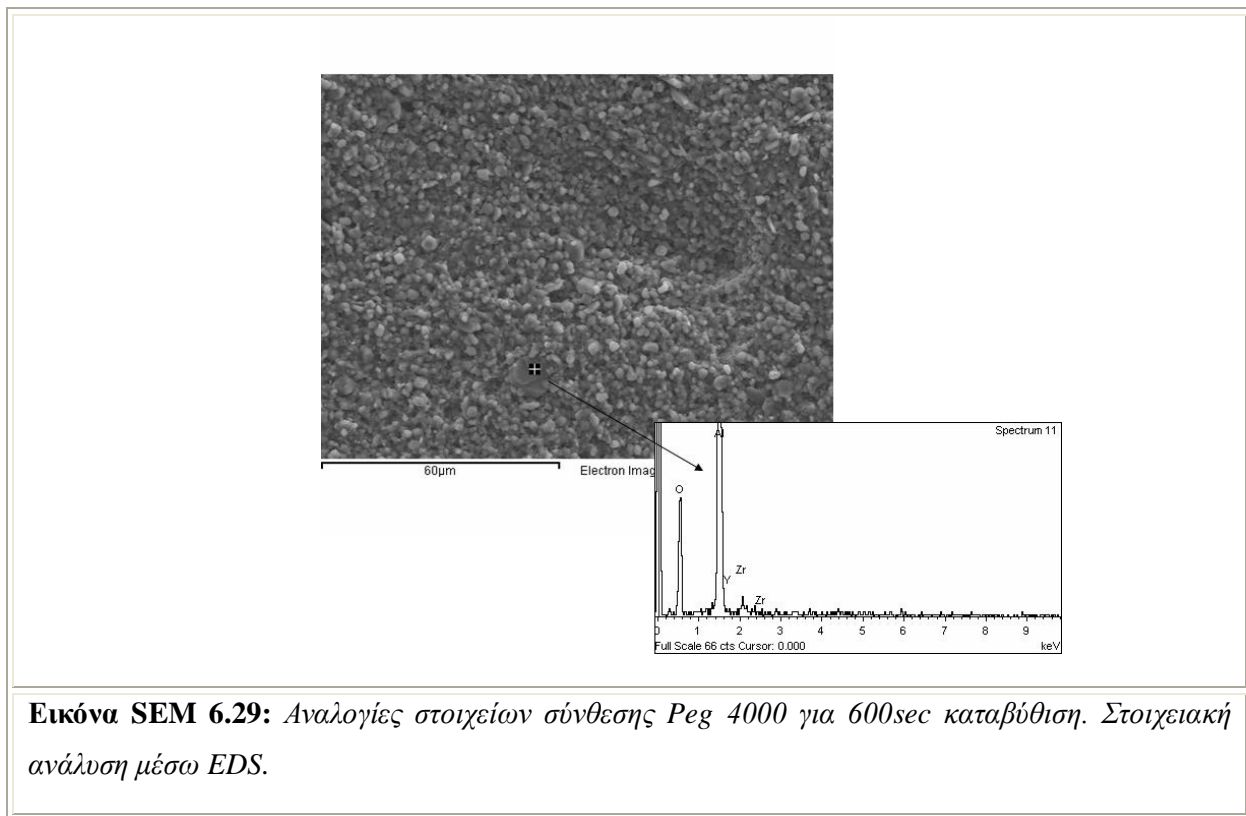 60µm
Electron Imag
Spectrum 11
Al
O
Y
Zr
Zr
0 1 2 3 4 5 6 7 8 9
Full Scale 66 cts Cursor: 0.000 keV
Εικόνα SEM 6.29: Αναλογίες στοιχείων σύνθεσης Peg 4000 για 600sec καταβύθιση. Στοιχειακή
ανάλυση μέσω EDS.